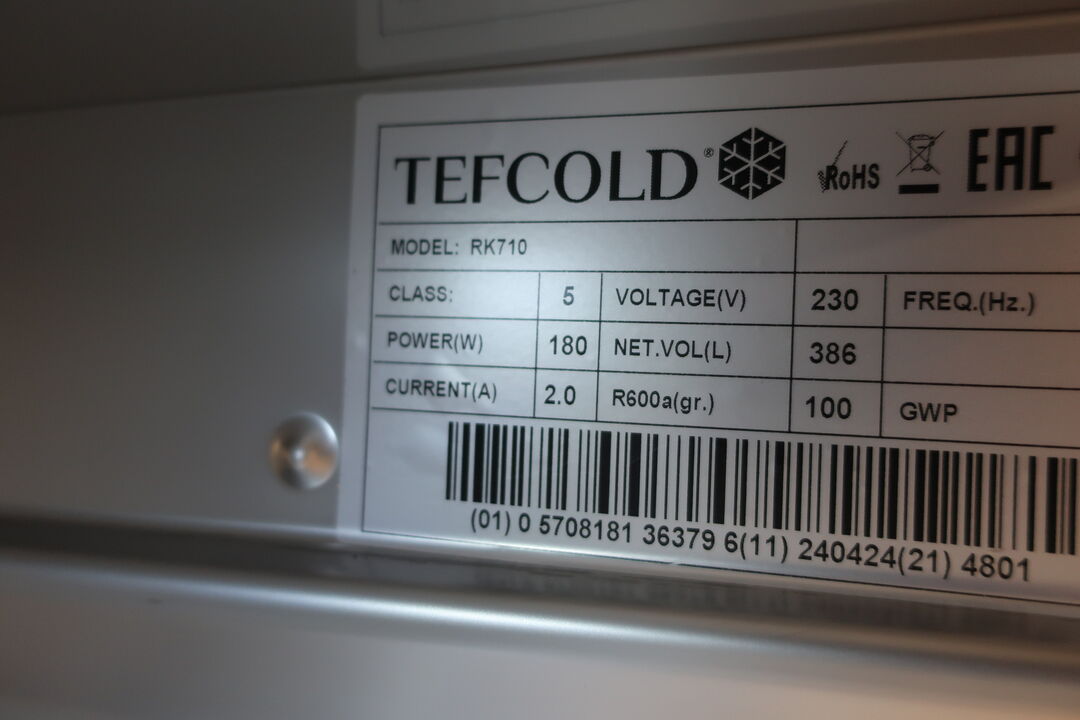 TEFCOLD® RoHS EAC
MODEL: RK710
CLASS: 5 VOLTAGE(V) 230 FREQ.(Hz.)
POWER(W) 180 NET.VOL(L) 386
CURRENT(A) 2.0 R600a(gr.) 100 GWP
(01) 0 5708181 36379 6(11) 240424(21) 4801